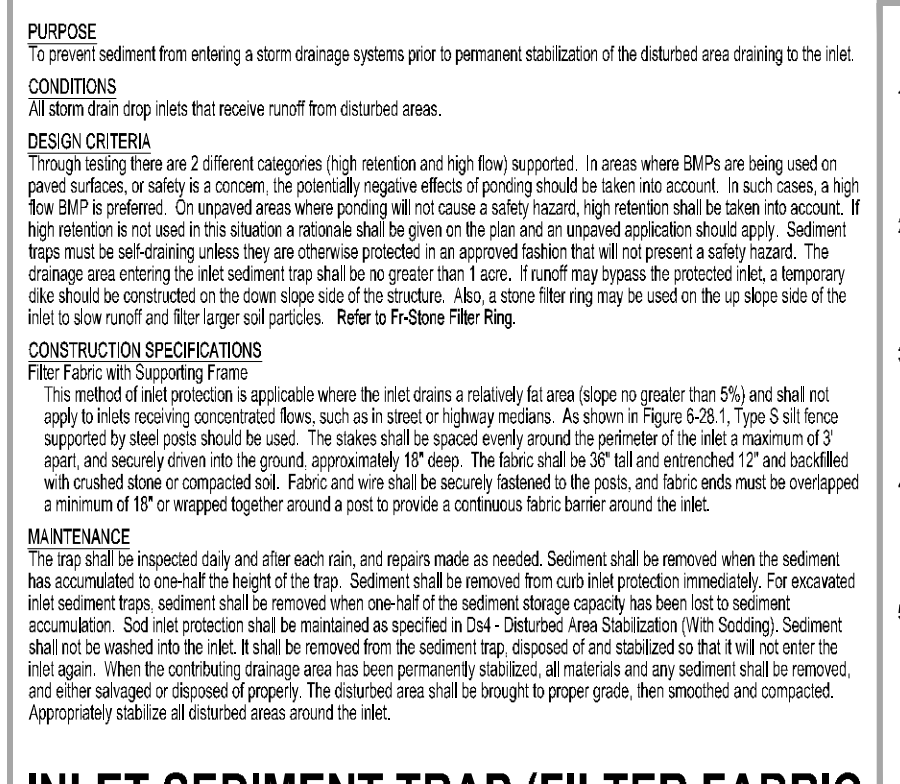 PURPOSE
To prevent sediment from entering a storm drainage systems prior to permanent stabilization of the disturbed area draining to the inlet.
CONDITIONS
All storm drain drop inlets that receive runoff from disturbed areas.
DESIGN CRITERIA
Through testing there are 2 different categories (high retention and high flow) supported. In areas where BMPs are being used on
paved surfaces, or safety is a concern, the potentially negative effects of ponding should be taken into account. In such cases, a high
flow BMP is preferred. On unpaved areas where ponding will not cause a safety hazard, high retention shall be taken into account. If
high retention is not used in this situation a rationale shall be given on the plan and an unpaved application should apply. Sediment
traps must be self-draining unless they are otherwise protected in an approved fashion that will not present a safety hazard. The
drainage area entering the inlet sediment trap shall be no greater than 1 acre. If runoff may bypass the protected inlet, a temporary
dike should be constructed on the down slope side of the structure. Also, a stone filter ring may be used on the up slope side of the
inlet to slow runoff and filter larger soil particles. Refer to Fr-Stone Filter Ring.
CONSTRUCTION SPECIFICATIONS
Filter Fabric with Supporting Frame
This method of inlet protection is applicable where the inlet drains a relatively fat area (slope no greater than 5%) and shall not
apply to inlets receiving concentrated flows, such as in street or highway medians. As shown in Figure 6-28.1, Type S silt fence
supported by steel posts should be used. The stakes shall be spaced evenly around the perimeter of the inlet a maximum of 3'
apart, and securely driven into the ground, approximately 18" deep. The fabric shall be 36" tall and entrenched 12" and backfilled
with crushed stone or compacted soil. Fabric and wire shall be securely fastened to the posts, and fabric ends must be overlapped
a minimum of 18" or wrapped together around a post to provide a continuous fabric barrier around the inlet.
MAINTENANCE
The trap shall be inspected daily and after each rain, and repairs made as needed. Sediment shall be removed when the sediment
has accumulated to one-half the height of the trap. Sediment shall be removed from curb inlet protection immediately. For excavated
inlet sediment traps, sediment shall be removed when one-half of the sediment storage capacity has been lost to sediment
accumulation. Sod inlet protection shall be maintained as specified in Ds4 - Disturbed Area Stabilization (With Sodding). Sediment
shall not be washed into the inlet. It shall be removed from the sediment trap, disposed of and stabilized so that it will not enter the
inlet again. When the contributing drainage area has been permanently stabilized, all materials and any sediment shall be removed,
and either salvaged or disposed of properly. The disturbed area shall be brought to proper grade, then smoothed and compacted.
Appropriately stabilize all disturbed areas around the inlet.
INLET SEDIMENT TRAP (FILTER FABRIC